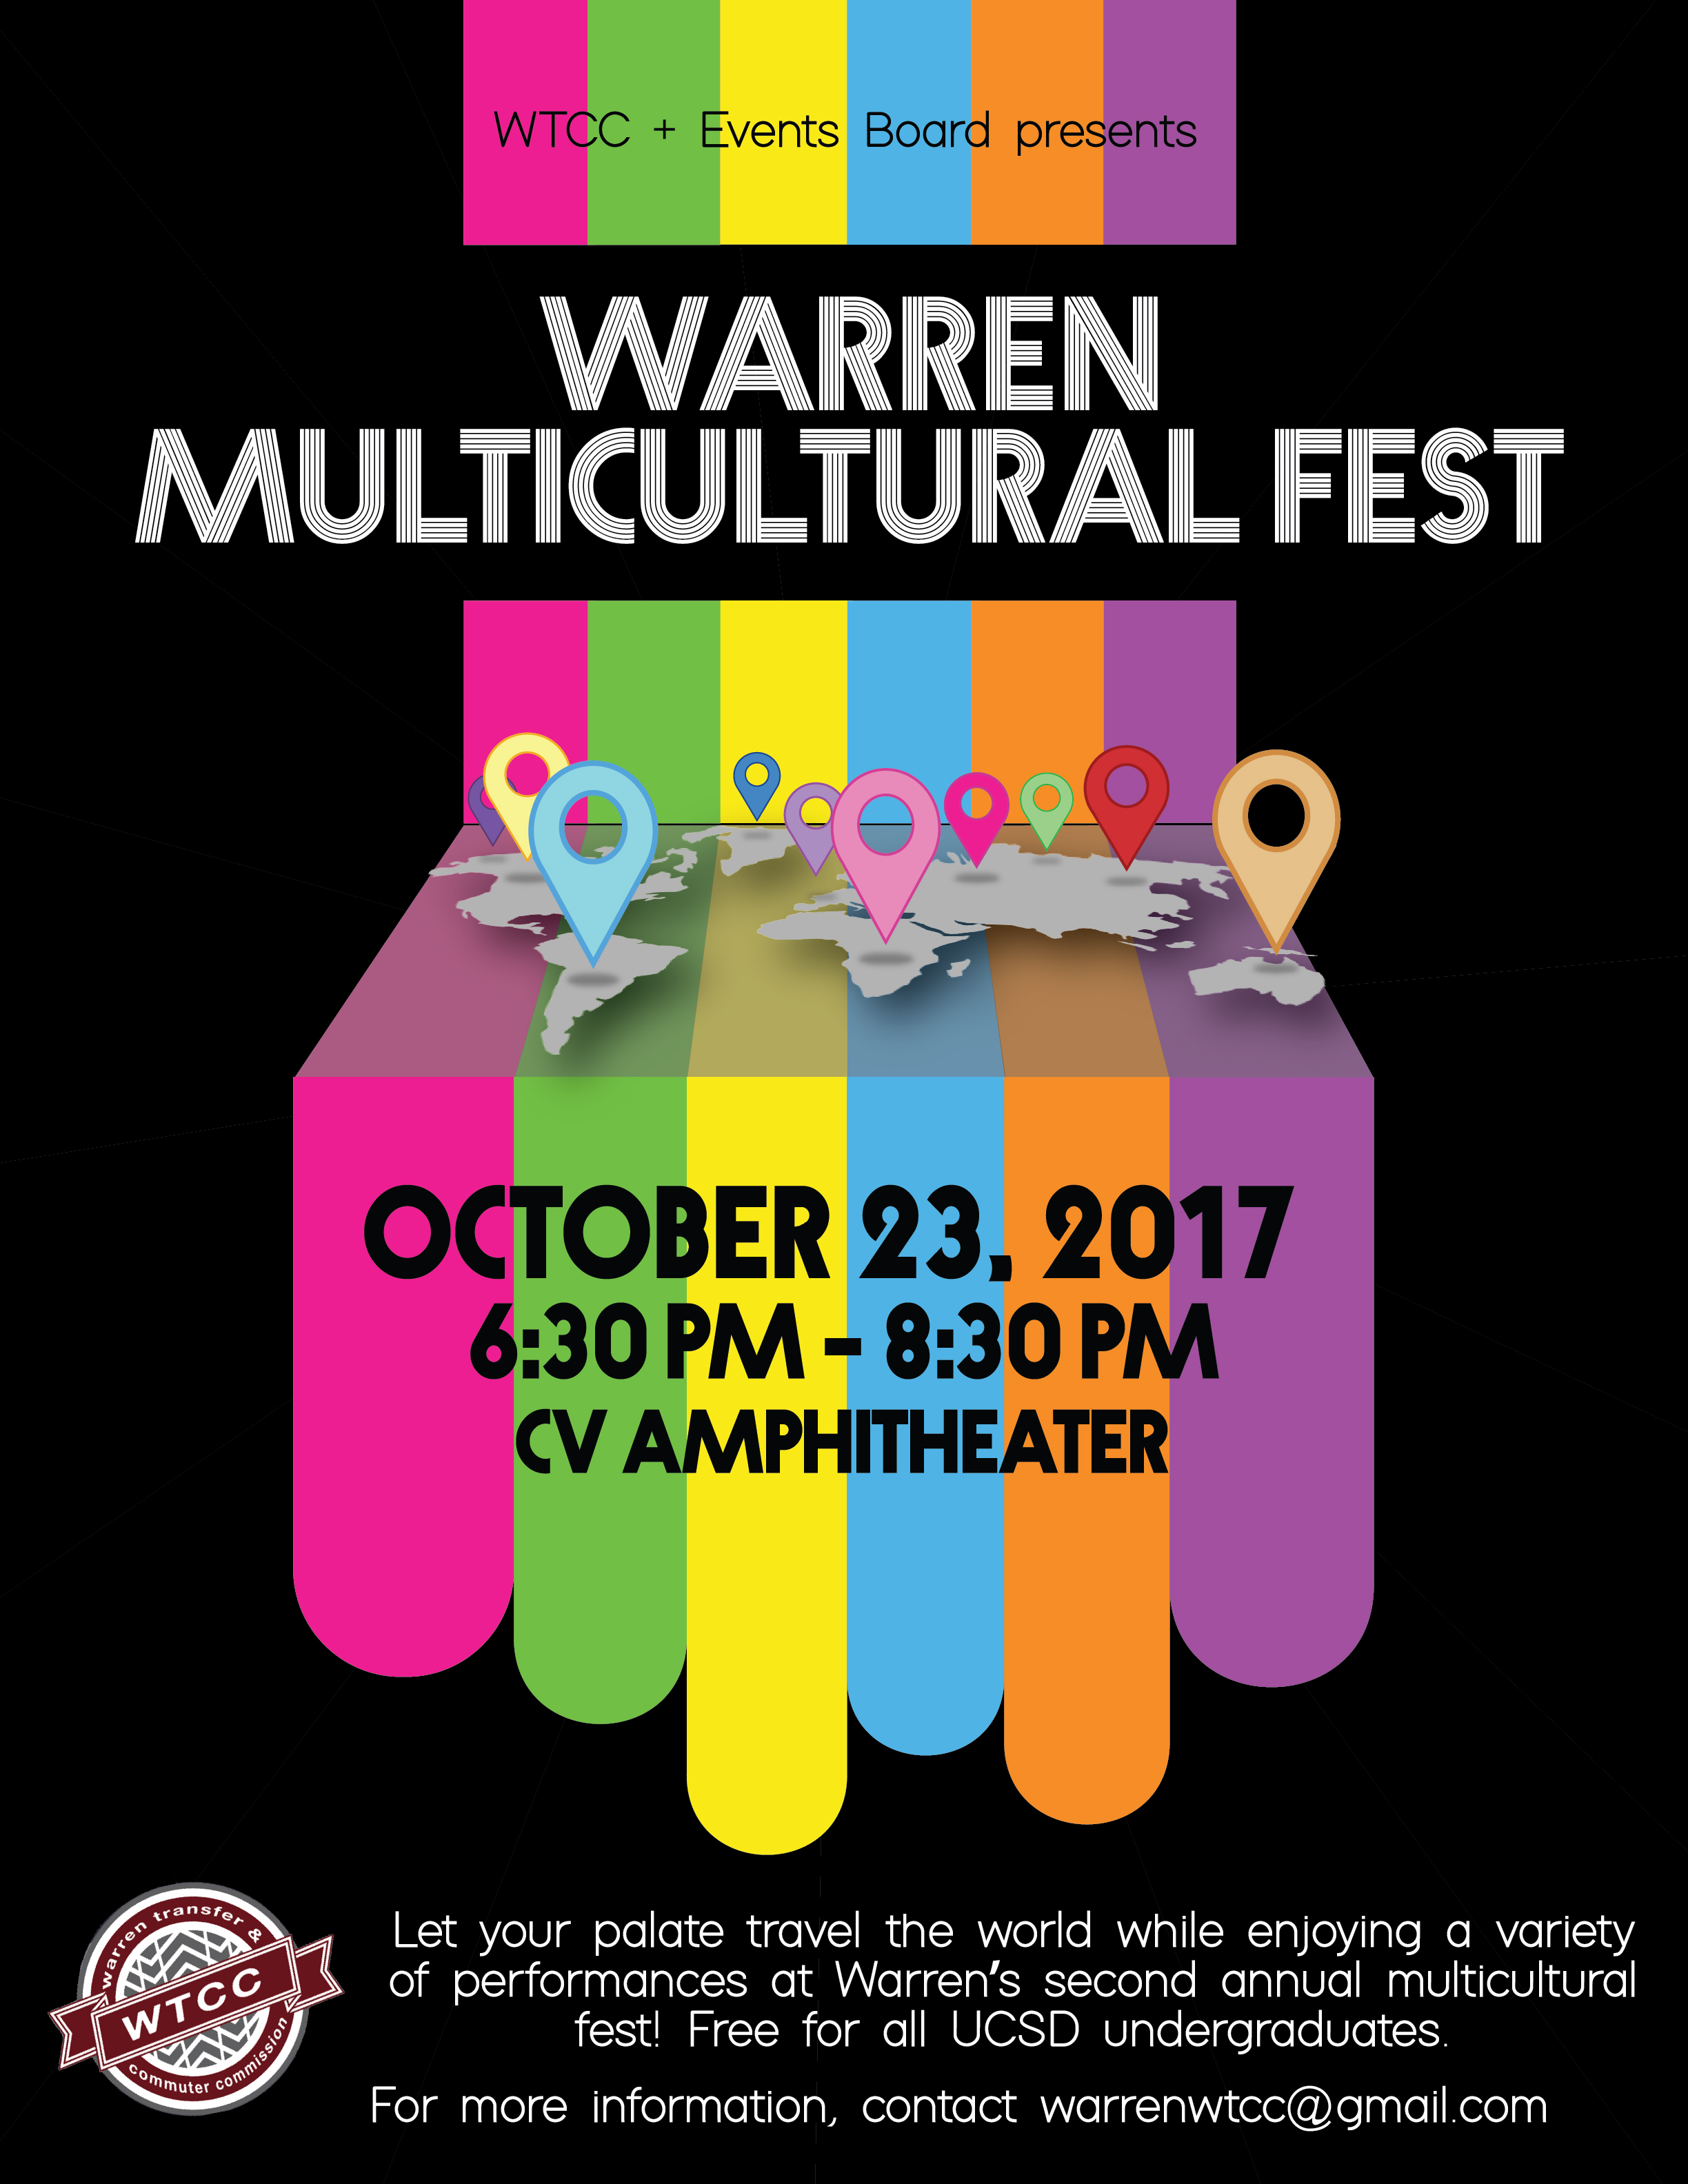 WTCC + Events Board presents
WARREN
MULTICULTURAL FEST
OCTOBER 23, 2017
6:30 PM - 8:30 PM
CV AMPHITHEATER
warren transfer &
WTCC
commuter commission
Let your palate travel the world while enjoying a variety
of performances at Warren's second annual multicultural
fest! Free for all UCSD undergraduates.
For more information, contact warrenwtcc@gmail.com